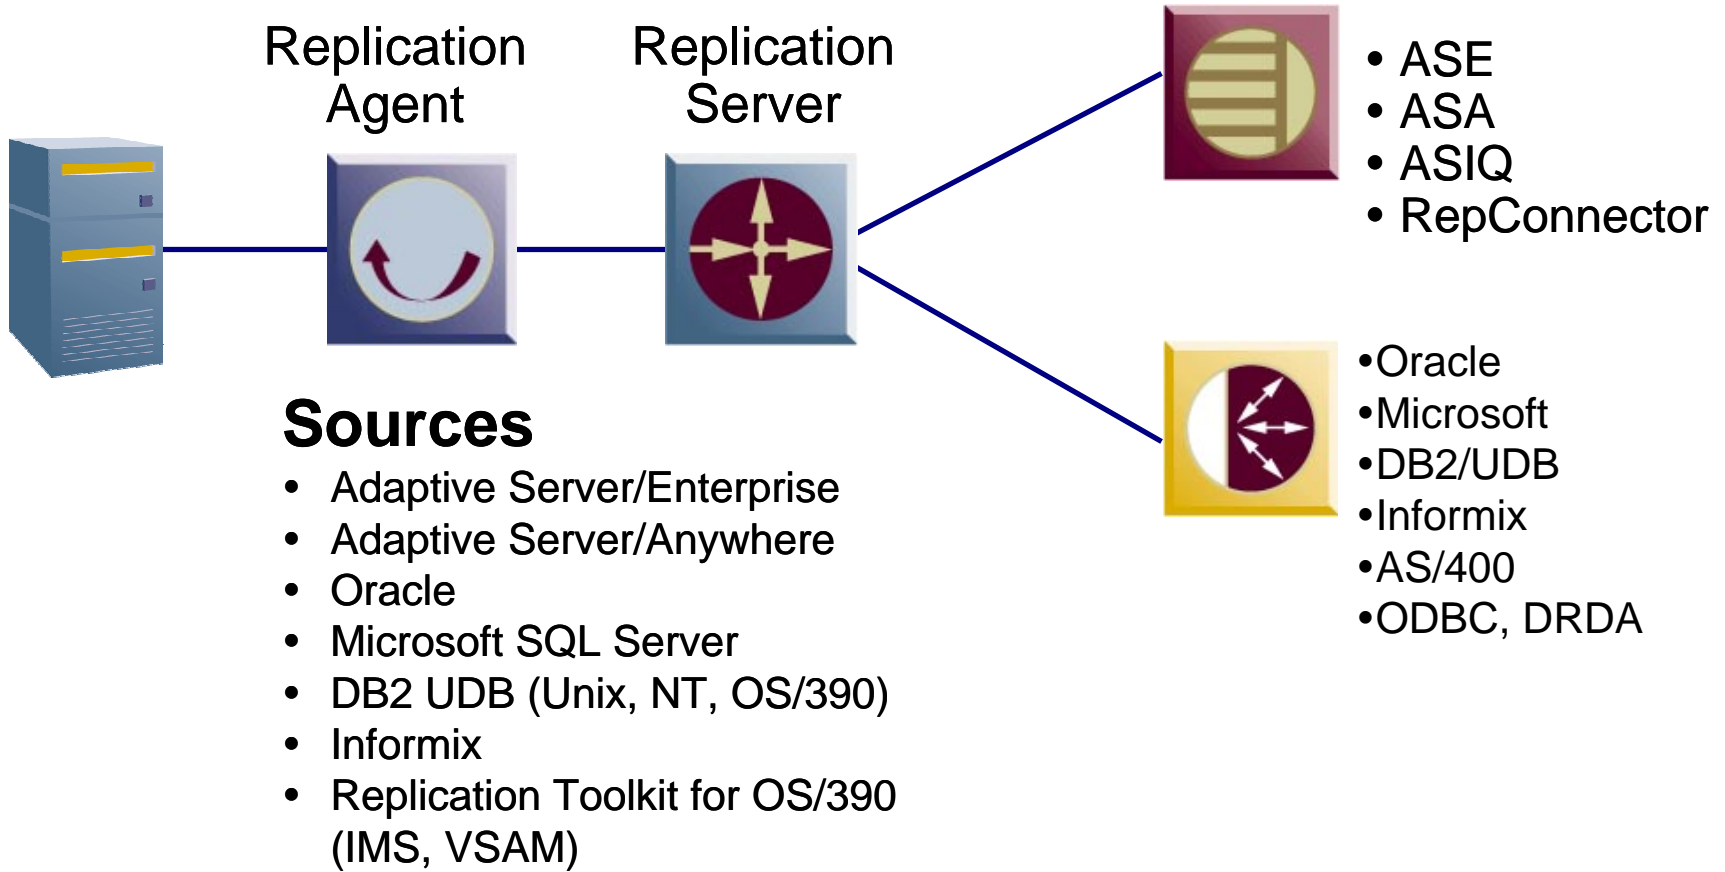 Replication
Agent
Replication
Server
• ASE
• ASA
• ASIQ
• RepConnector
Sources
• Adaptive Server/Enterprise
• Adaptive Server/Anywhere
• Oracle
• Microsoft SQL Server
• DB2 UDB (Unix, NT, OS/390)
• Informix
• Replication Toolkit for OS/390
(IMS, VSAM)
•Oracle
•Microsoft
•DB2/UDB
•Informix
•AS/400
•ODBC, DRDA